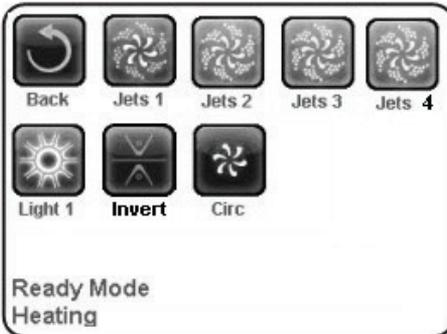 Back Jets 1 Jets 2 Jets 3 Jets 4
Light 1 Invert Circ
Ready Mode
Heating